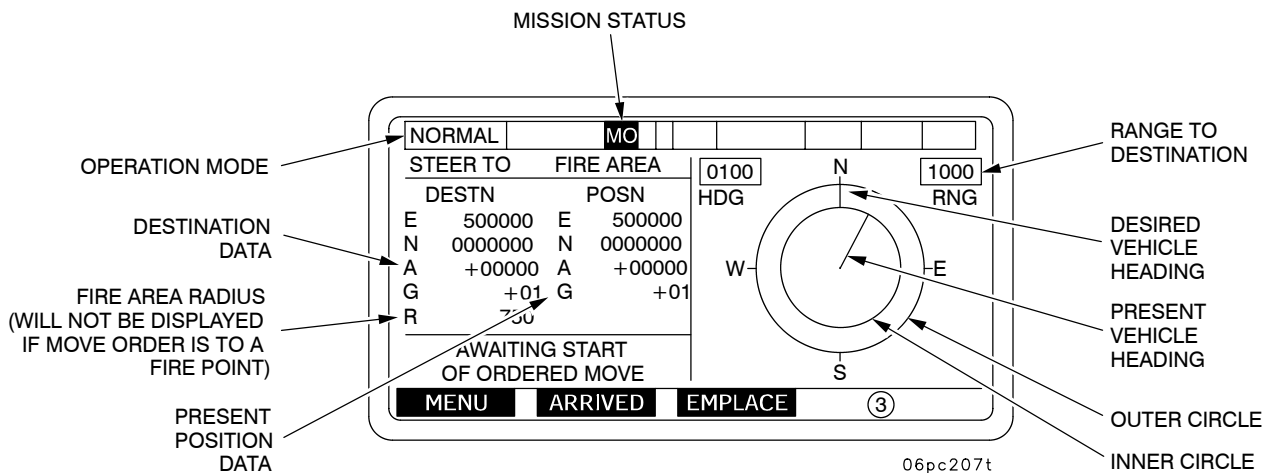 MISSION STATUS
OPERATION MODE
DESTINATION
DATA
FIRE AREA RADIUS
(WILL NOT BE DISPLAYED
IF MOVE ORDER IS TO A
FIRE POINT)
PRESENT
POSITION
DATA
NORMAL MO
STEER TO FIRE AREA
DESTN POSN
E 500000 E 500000
N 0000000 N 0000000
A +00000 A +00000
G +01 G +01
R 750
AWAITING START
OF ORDERED MOVE
0100
HDG
1000
RNG
N
W
E
S
MENU ARRIVED EMPLACE 3
RANGE TO
DESTINATION
DESIRED
VEHICLE
HEADING
PRESENT
VEHICLE
HEADING
OUTER CIRCLE
INNER CIRCLE
06pc207t